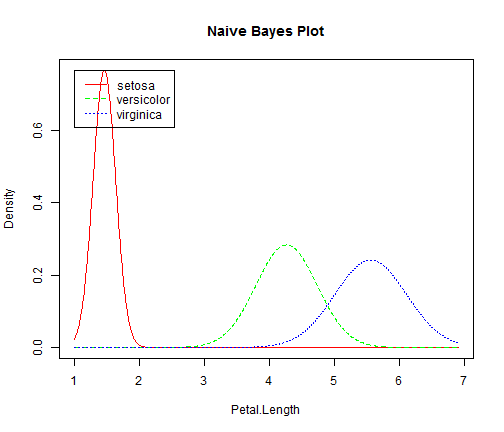 Naive Bayes Plot
setosa
versicolor
virginica
Density
0.0
0.2
0.4
0.6
1 2 3 4 5 6 7
Petal.Length